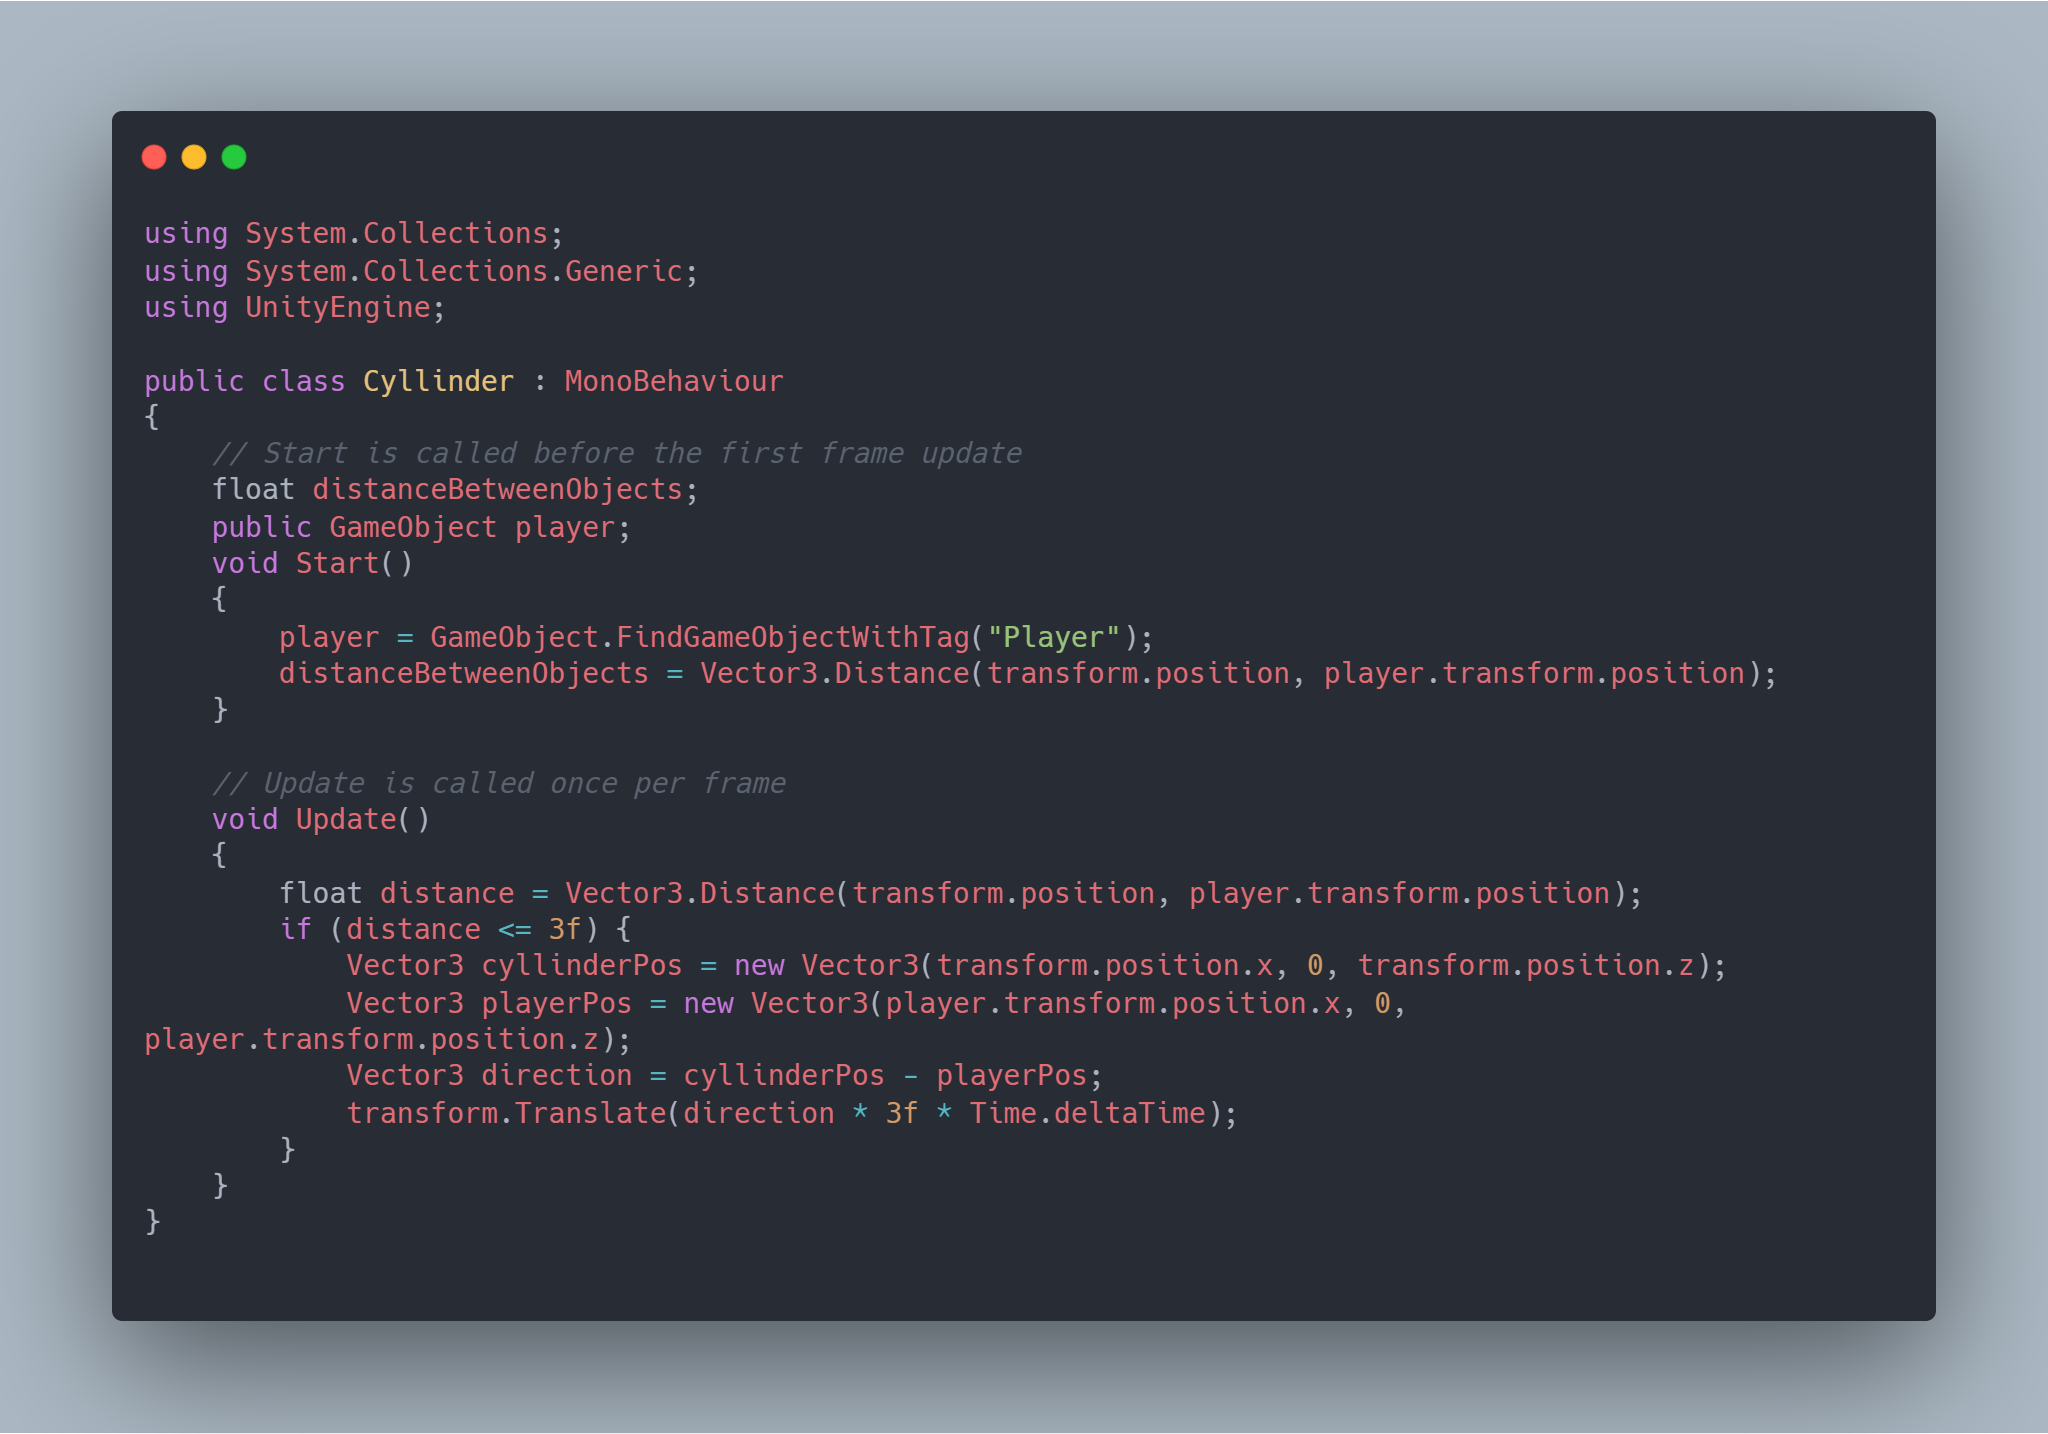 using System.Collections;
using System.Collections.Generic;
using UnityEngine;

public class Cyllinder : MonoBehaviour
{
    // Start is called before the first frame update
    float distanceBetweenObjects;
    public GameObject player;
    void Start()
    {
        player = GameObject.FindGameObjectWithTag("Player");
        distanceBetweenObjects = Vector3.Distance(transform.position, player.transform.position);
    }

    // Update is called once per frame
    void Update()
    {
        float distance = Vector3.Distance(transform.position, player.transform.position);
        if (distance <= 3f) {
            Vector3 cyllinderPos = new Vector3(transform.position.x, 0, transform.position.z);
            Vector3 playerPos = new Vector3(player.transform.position.x, 0,
player.transform.position.z);
            Vector3 direction = cyllinderPos - playerPos;
            transform.Translate(direction * 3f * Time.deltaTime);
        }
    }
}